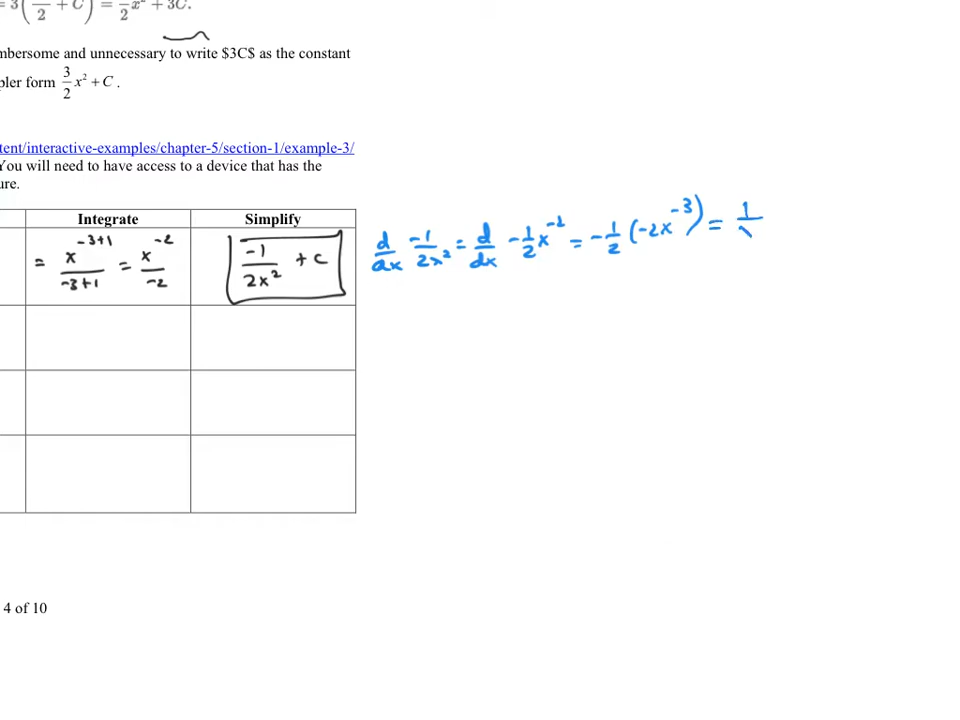 = 3(/2 + C) = 3/2 x² + 3C.
mbersome and unnecessary to write $3C$ as the constant
pler form 3/2 x² + C .
tent/interactive-examples/chapter-5/section-1/example-3/
You will need to have access to a device that has the
ure.
Integrate Simplify
= x^(-3+1)/(-3+1) = x^(-2)/(-2) -1/(2x²) + C d/dx -1/(2x²) = d/dx -1/2 x^(-2) = -1/2 (-2x^(-3)) = 1/
4 of 10